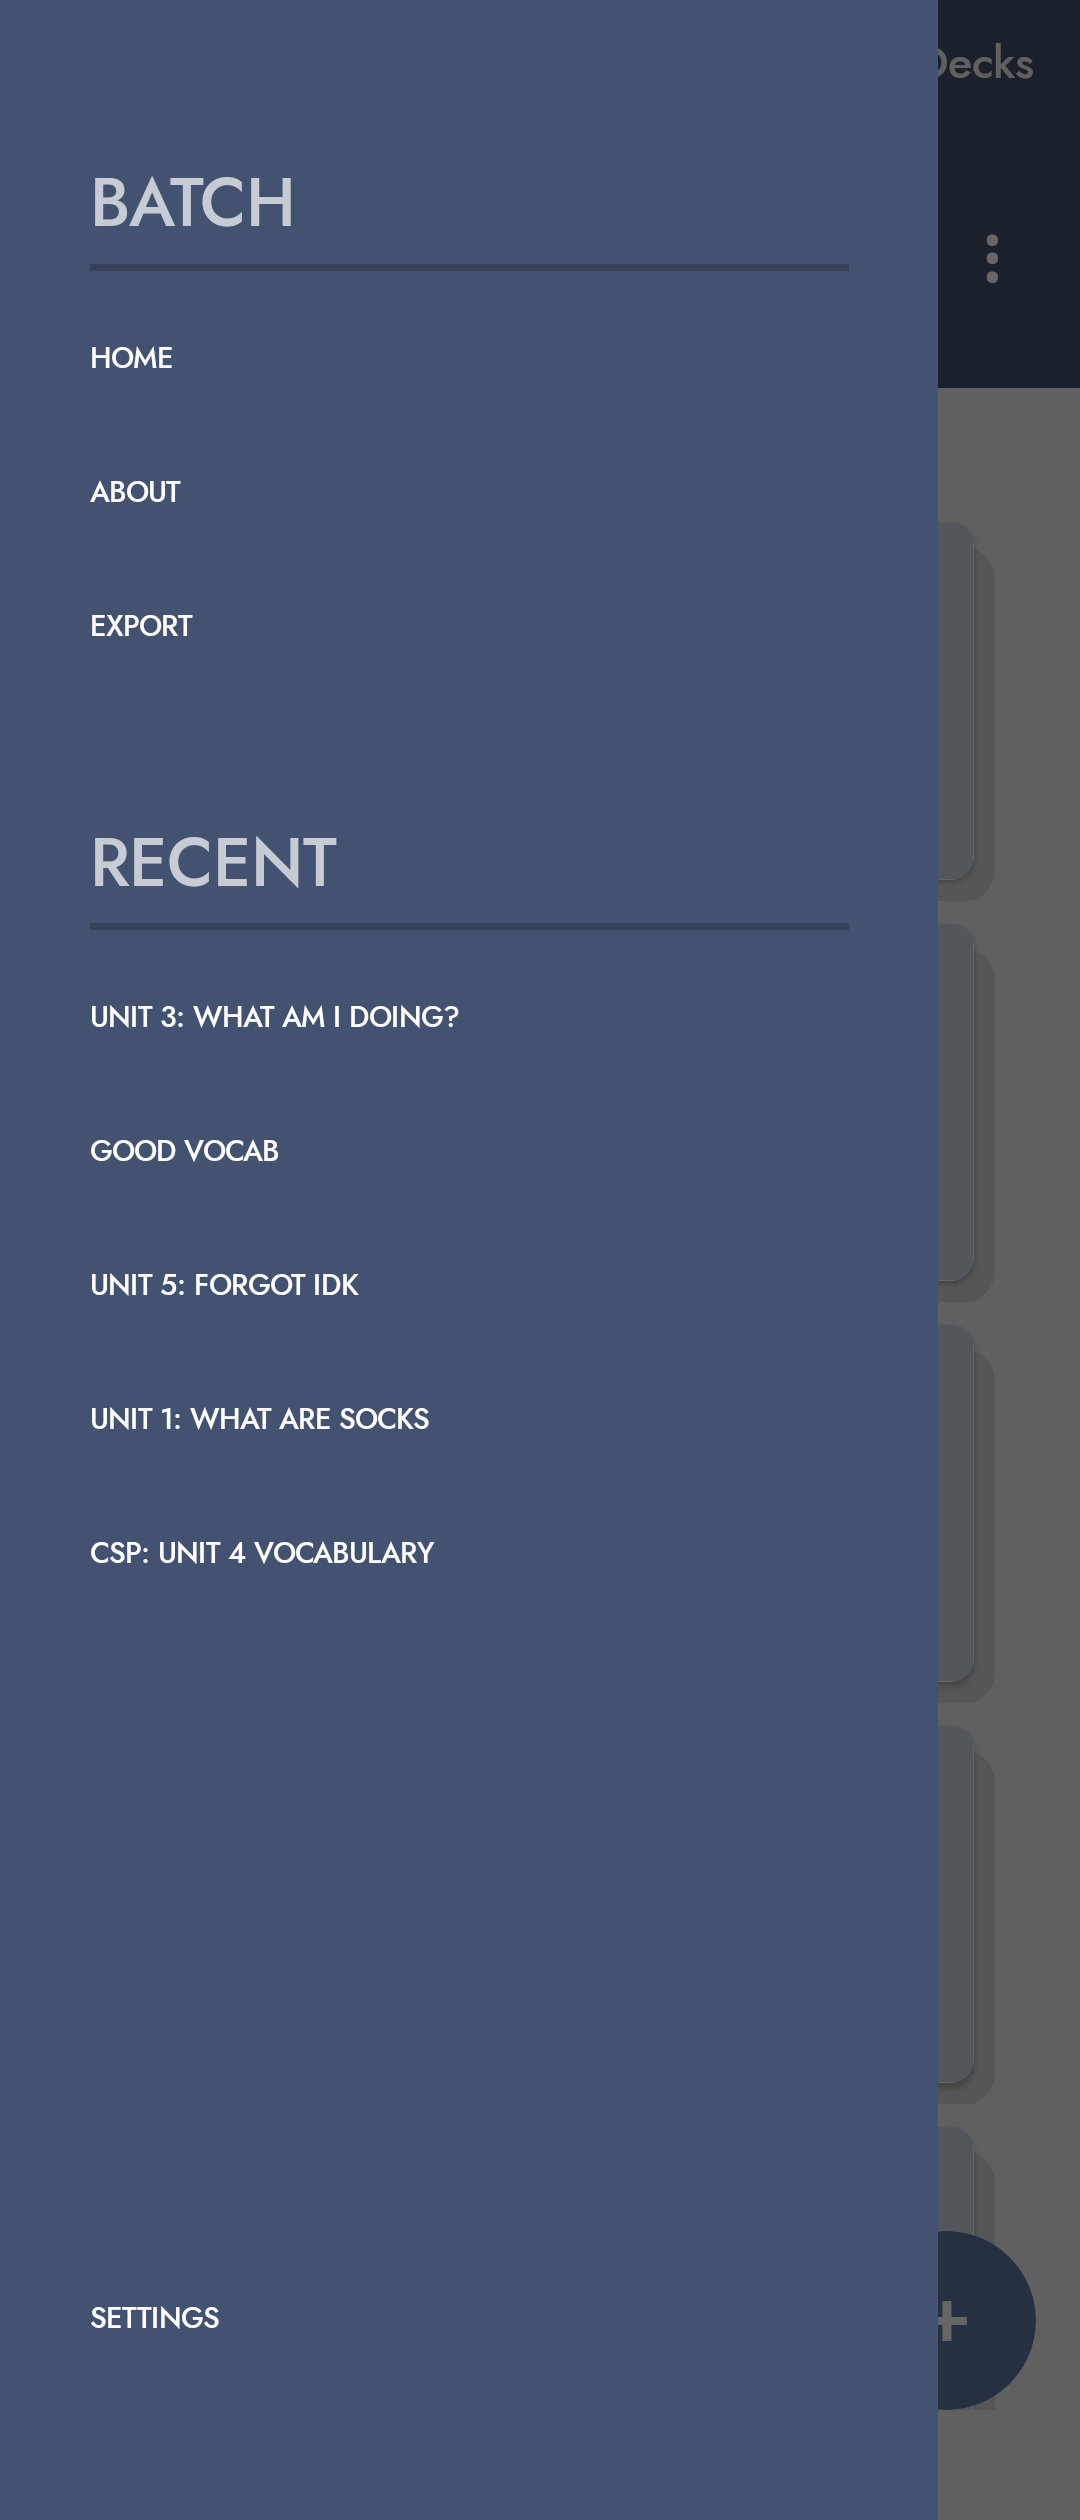 Decks
BATCH
HOME
ABOUT
EXPORT
RECENT
UNIT 3: WHAT AM I DOING?
GOOD VOCAB
UNIT 5: FORGOT IDK
UNIT 1: WHAT ARE SOCKS
CSP: UNIT 4 VOCABULARY
SETTINGS
+